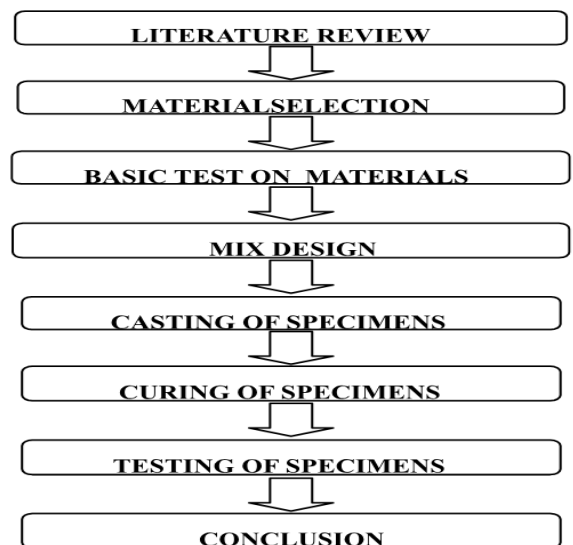 LITERATURE REVIEW
MATERIALSELECTION
BASIC TEST ON MATERIALS
MIX DESIGN
CASTING OF SPECIMENS
CURING OF SPECIMENS
TESTING OF SPECIMENS
CONCLUSION